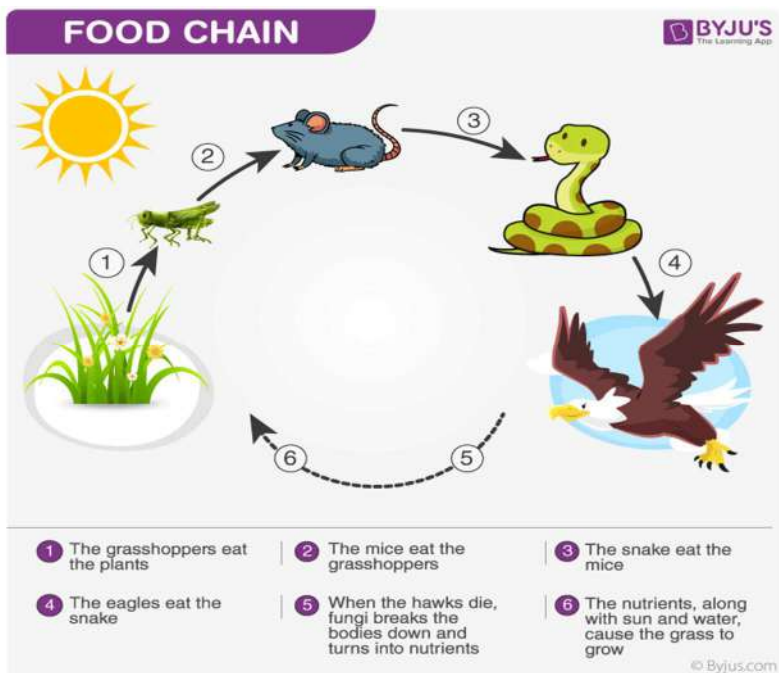 FOOD CHAIN
BYJU'S
The Learning App
1
2
3
4
5
6
1 The grasshoppers eat
the plants
2 The mice eat the
grasshoppers
3 The snake eat the
mice
4 The eagles eat the
snake
5 When the hawks die,
fungi breaks the
bodies down and
turns into nutrients
6 The nutrients, along
with sun and water,
cause the grass to
grow
© Byjus.com